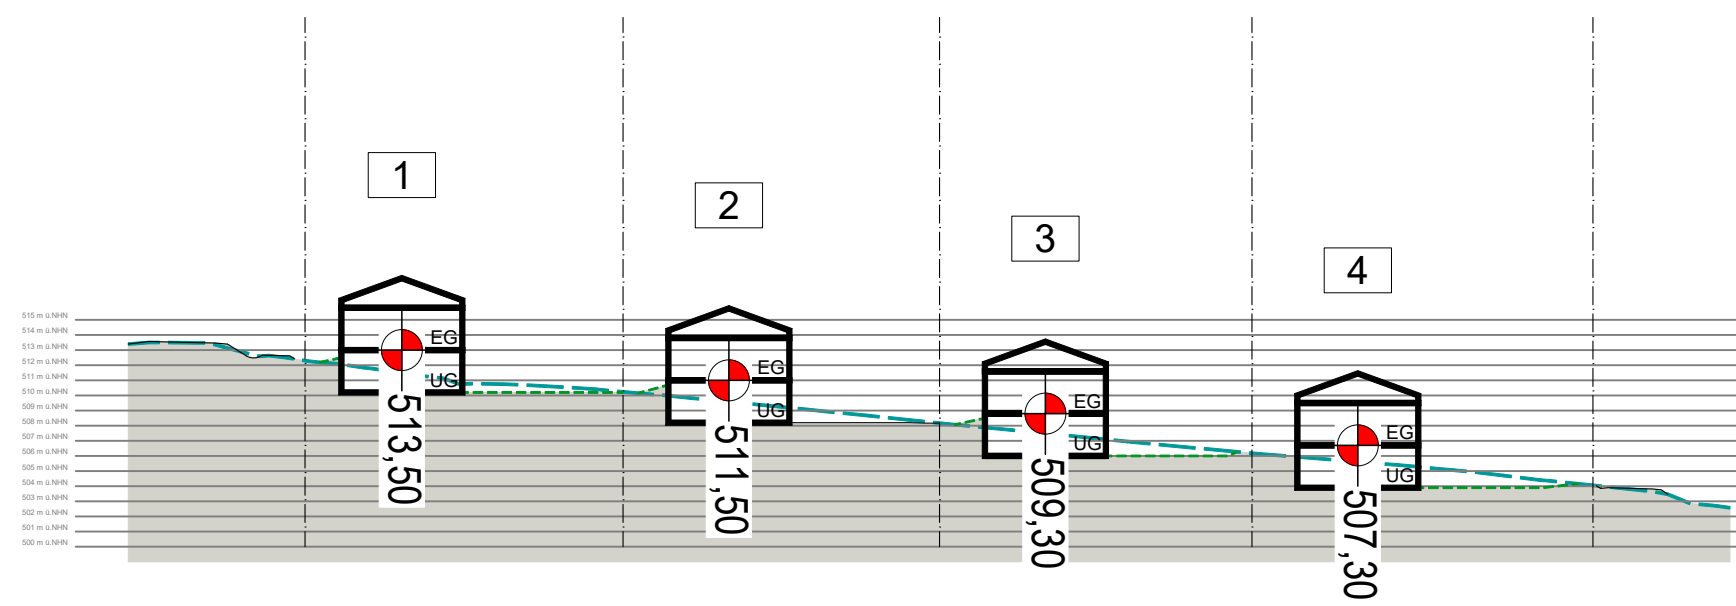 1
2
3
4
515 m ü.NHN
514 m ü.NHN
513 m ü.NHN
512 m ü.NHN
511 m ü.NHN
510 m ü.NHN
509 m ü.NHN
508 m ü.NHN
507 m ü.NHN
506 m ü.NHN
505 m ü.NHN
504 m ü.NHN
503 m ü.NHN
502 m ü.NHN
501 m ü.NHN
500 m ü.NHN
EG
UG
513,50
EG
UG
511,50
EG
UG
509,30
EG
UG
507,30